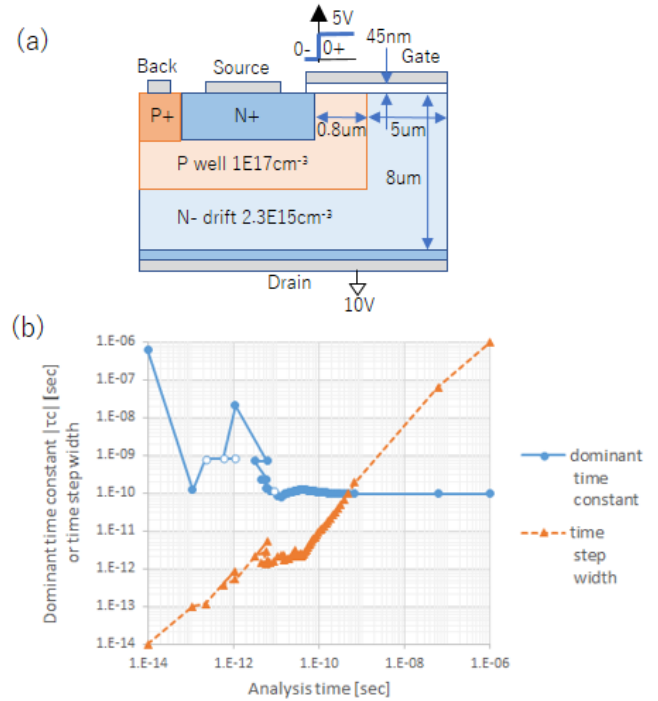 (a)
5V
0-
0+
45nm
Back
Source
Gate
P+
N+
0.8um
5um
P well 1E17cm⁻³
8um
N- drift 2.3E15cm⁻³
Drain
10V
(b)
Dominant time constant |τc| [sec]
or time step width
1.E-06
1.E-07
1.E-08
1.E-09
1.E-10
1.E-11
1.E-12
1.E-13
1.E-14
1.E-14
1.E-12
1.E-10
1.E-08
1.E-06
Analysis time [sec]
dominant
time
constant
time
step
width